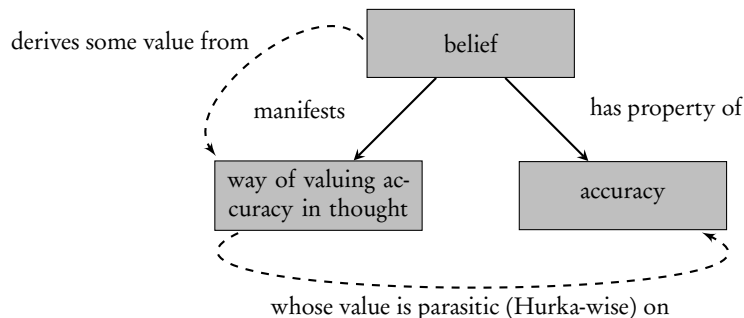 derives some value from
belief
manifests
has property of
way of valuing ac-
curacy in thought
accuracy
whose value is parasitic (Hurka-wise) on